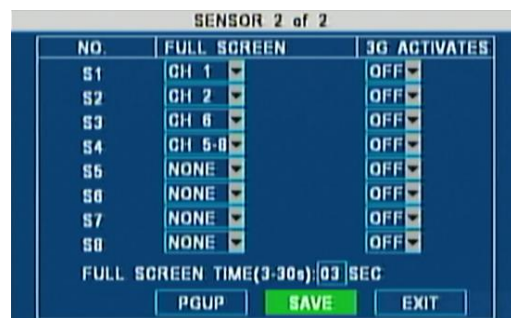 SENSOR 2 of 2
NO. FULL SCREEN 3G ACTIVATES
S1 CH 1 OFF
S2 CH 2 OFF
S3 CH 6 OFF
S4 CH 5-8 OFF
S5 NONE OFF
S6 NONE OFF
S7 NONE OFF
S8 NONE OFF
FULL SCREEN TIME(3-30s): 03 SEC
PGUP SAVE EXIT